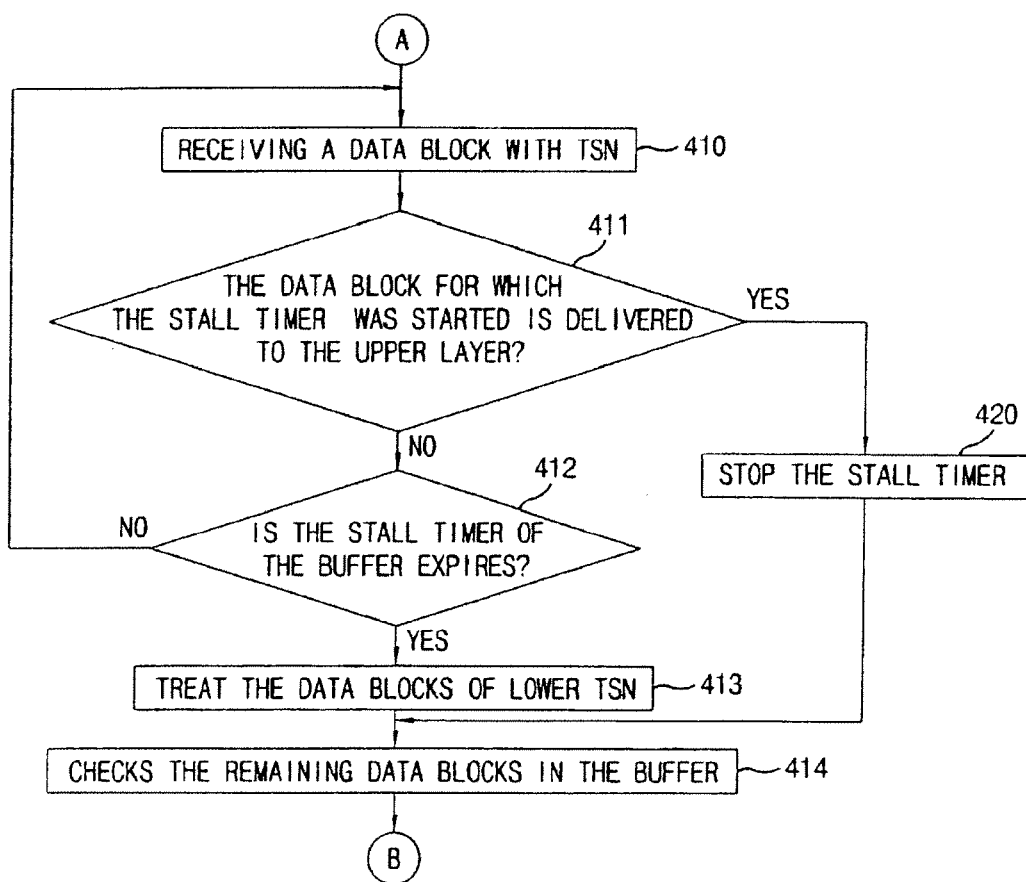 A
RECEIVING A DATA BLOCK WITH TSN
410
411
THE DATA BLOCK FOR WHICH
THE STALL TIMER WAS STARTED IS DELIVERED
TO THE UPPER LAYER?
YES
NO
420
STOP THE STALL TIMER
412
NO
IS THE STALL TIMER OF
THE BUFFER EXPIRES?
YES
TREAT THE DATA BLOCKS OF LOWER TSN
413
CHECKS THE REMAINING DATA BLOCKS IN THE BUFFER
414
B